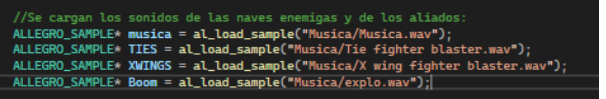 //Se cargan los sonidos de las naves enemigas y de los aliados:
ALLEGRO_SAMPLE* musica = al_load_sample("Musica/Musica.wav");
ALLEGRO_SAMPLE* TIES = al_load_sample("Musica/Tie fighter blaster.wav");
ALLEGRO_SAMPLE* XWINGS = al_load_sample("Musica/X wing fighter blaster.wav");
ALLEGRO_SAMPLE* Boom = al_load_sample("Musica/explo.wav");